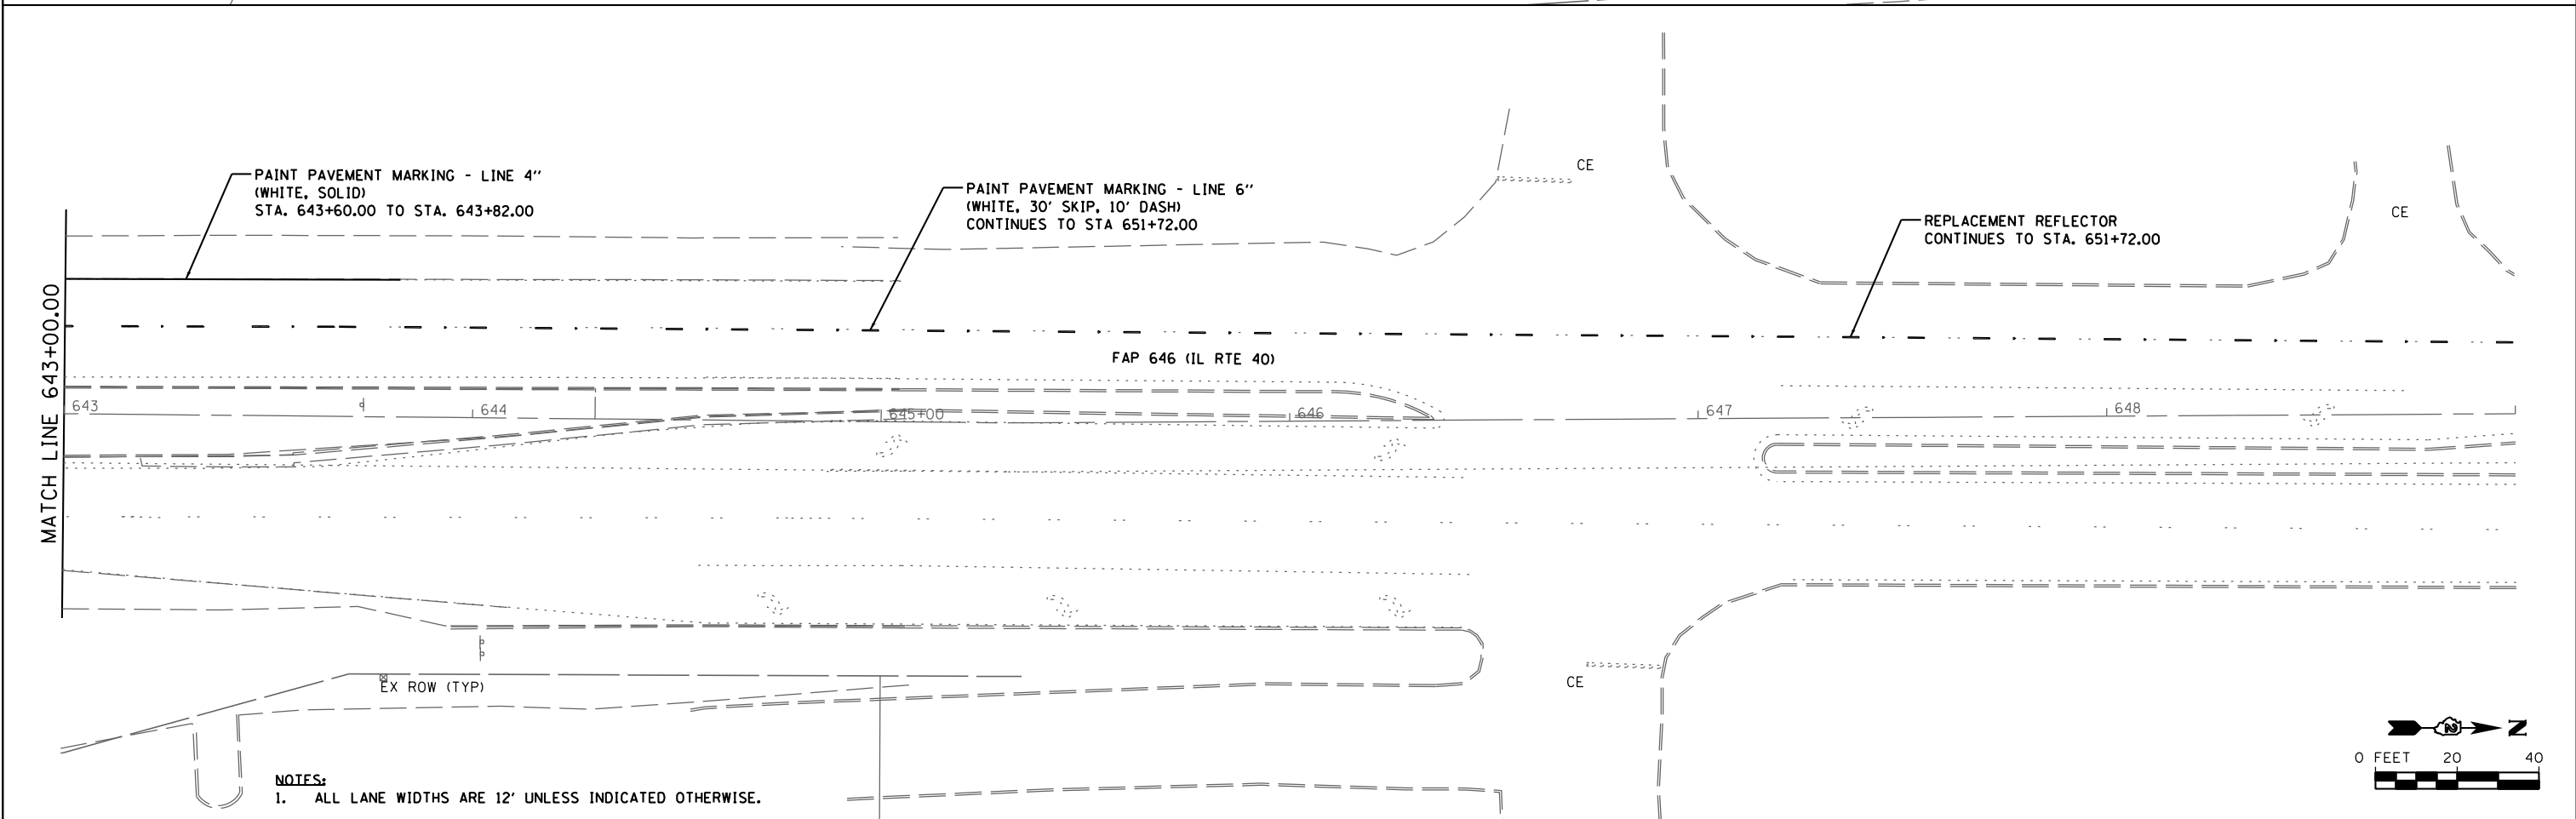 PAINT PAVEMENT MARKING - LINE 4"
(WHITE, SOLID)
STA. 643+60.00 TO STA. 643+82.00
PAINT PAVEMENT MARKING - LINE 6"
(WHITE, 30' SKIP, 10' DASH)
CONTINUES TO STA 651+72.00
CE
REPLACEMENT REFLECTOR
CONTINUES TO STA. 651+72.00
CE
MATCH LINE 643+00.00
FAP 646 (IL RTE 40)
643
644
645+00
646
647
648
EX ROW (TYP)
CE
N
0 FEET 20 40
NOTES:
1. ALL LANE WIDTHS ARE 12' UNLESS INDICATED OTHERWISE.